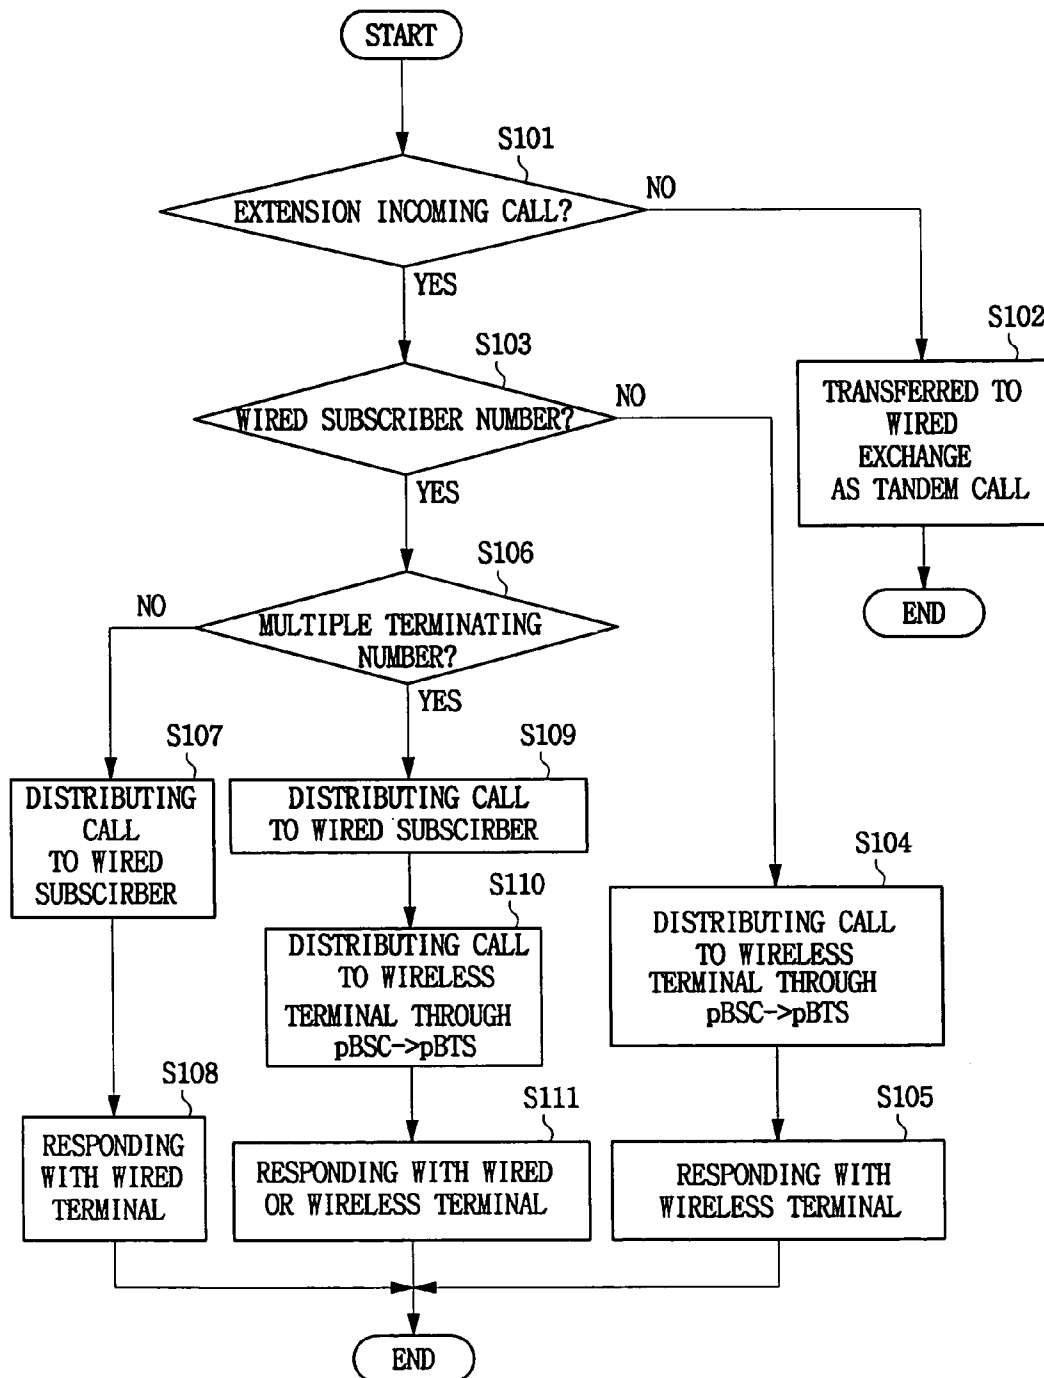 START
S101
EXTENSION INCOMING CALL?
NO
YES
S102
TRANSFERRED TO
WIRED
EXCHANGE
AS TANDEM CALL
END
S103
WIRED SUBSCRIBER NUMBER?
NO
YES
S106
MULTIPLE TERMINATING
NUMBER?
NO
YES
S107
DISTRIBUTING
CALL
TO WIRED
SUBSCIRBER
S109
DISTRIBUTING CALL
TO WIRED SUBSCIRBER
S104
DISTRIBUTING CALL
TO WIRELESS
TERMINAL THROUGH
pBSC->pBTS
S110
DISTRIBUTING CALL
TO WIRELESS
TERMINAL THROUGH
pBSC->pBTS
S108
RESPONDING
WITH WIRED
TERMINAL
S111
RESPONDING WITH WIRED
OR WIRELESS TERMINAL
S105
RESPONDING WITH
WIRELESS TERMINAL
END